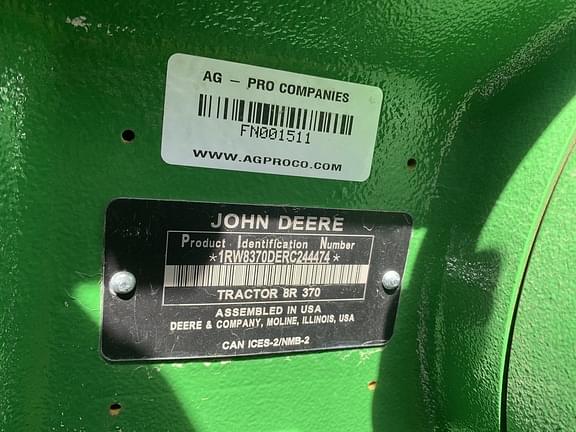 AG - PRO COMPANIES
FN001511
WWW.AGPROCO.COM
JOHN DEERE
Product Identification Number
*1RW8370DERC244474*
TRACTOR 8R 370
ASSEMBLED IN USA
DEERE & COMPANY, MOLINE, ILLINOIS, USA
CAN ICES-2/NMB-2